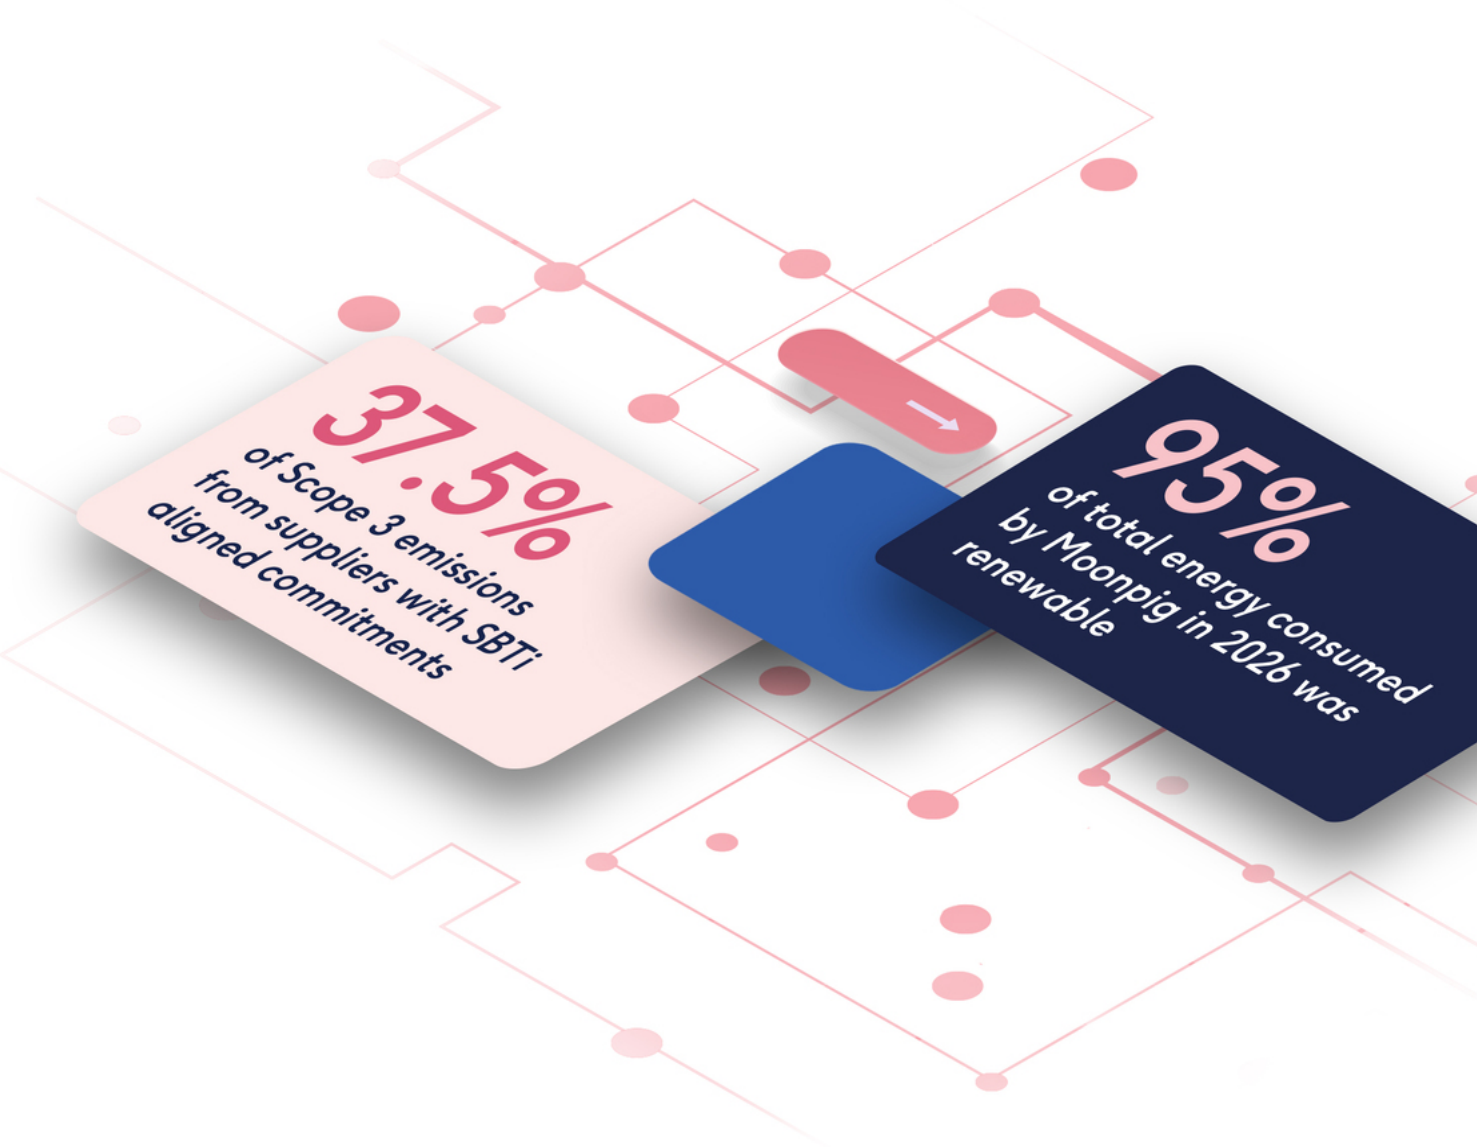 37.5%
of Scope 3 emissions
from suppliers with SBTi
aligned commitments
95%
of total energy consumed
by Moonpig in 2026 was
renewable